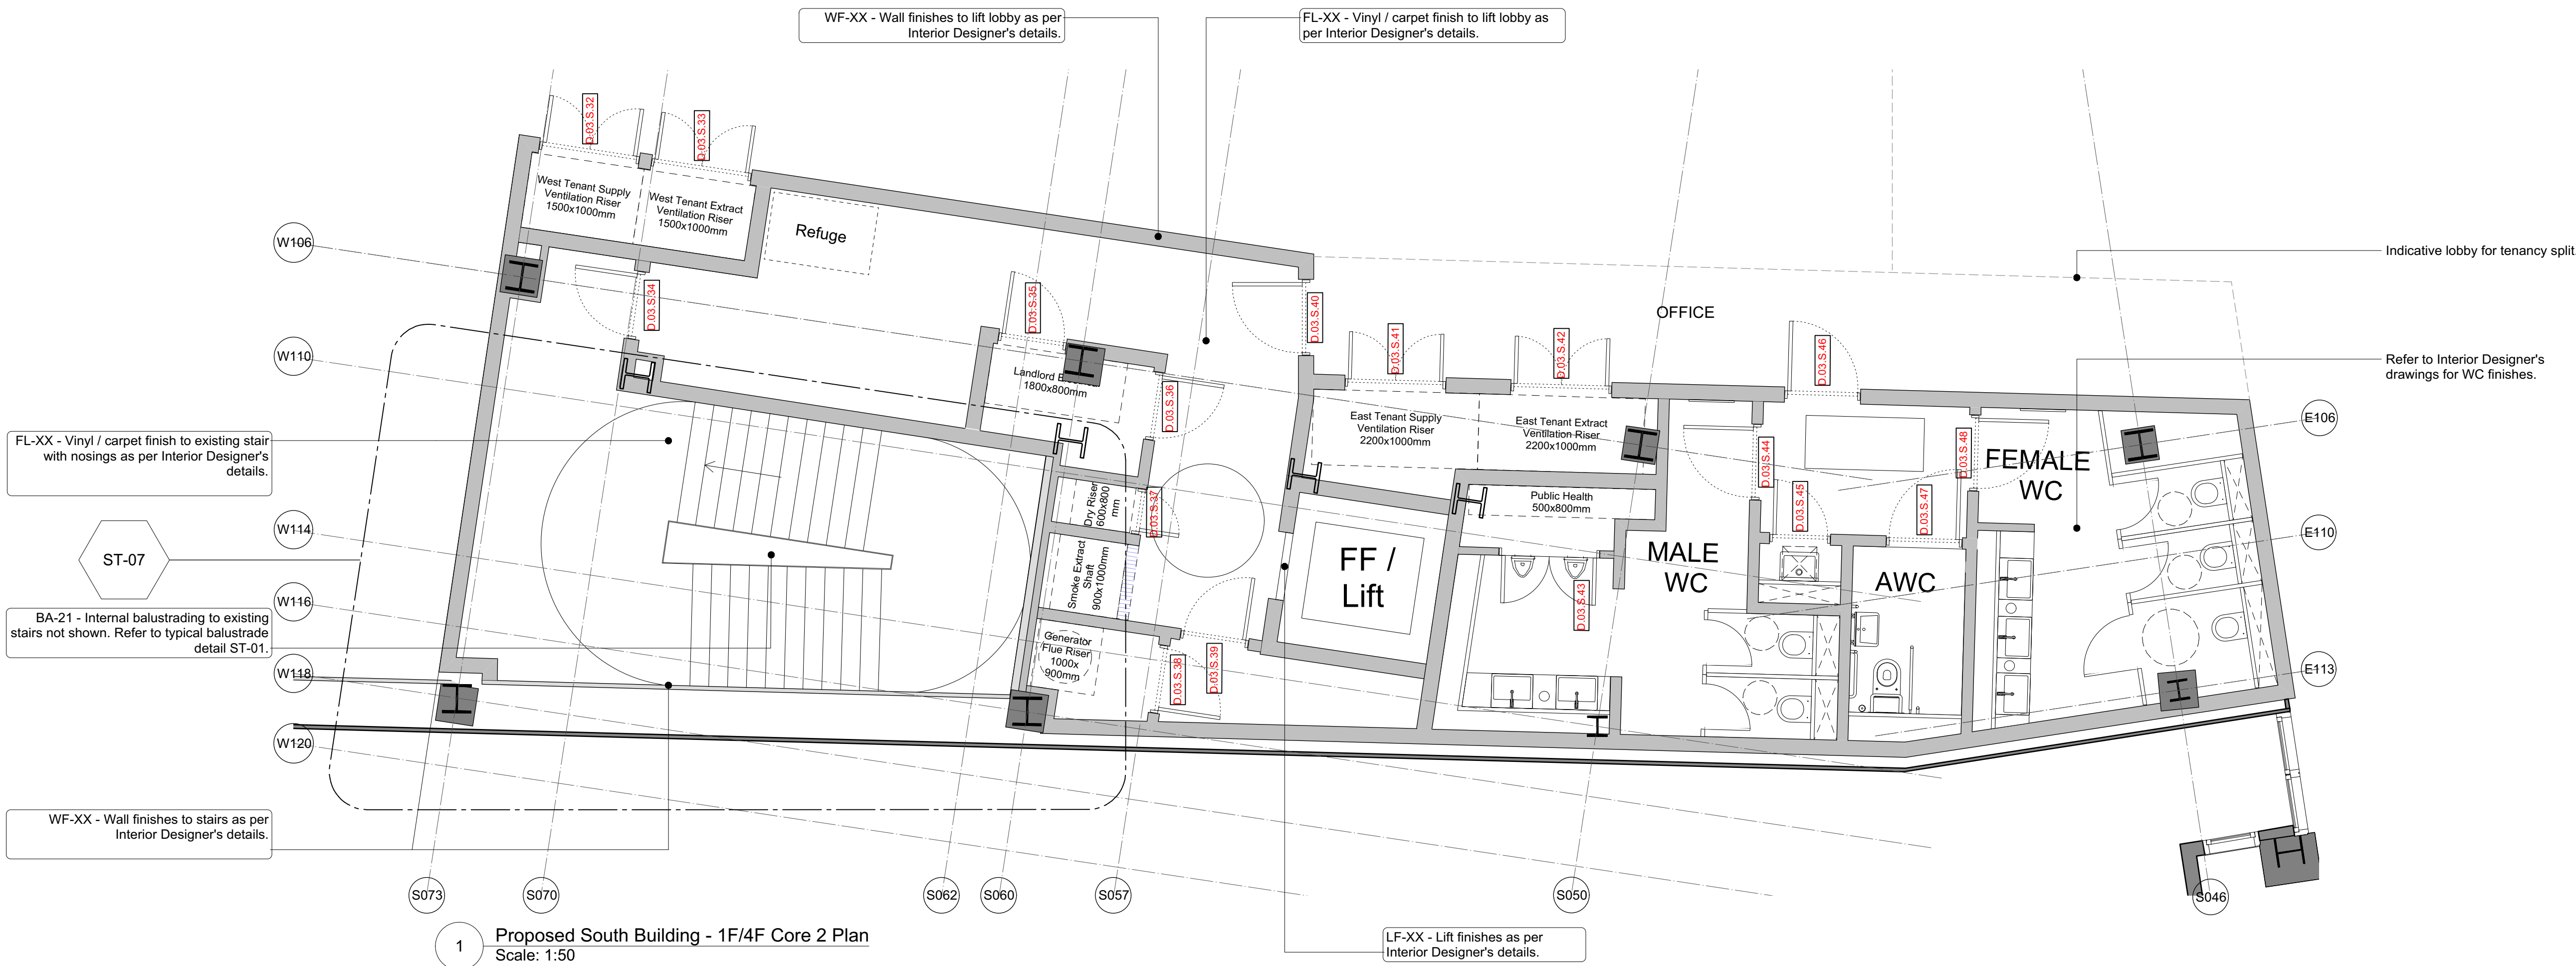 WF-XX - Wall finishes to lift lobby as per
Interior Designer's details.
FL-XX - Vinyl / carpet finish to lift lobby as
per Interior Designer's details.
D.03.S.32
D.03.S.33
West Tenant Supply
Ventilation Riser
1500x1000mm
West Tenant Extract
Ventilation Riser
1500x1000mm
Refuge
W106
Indicative lobby for tenancy split
D.03.S.34
D.03.S.35
D.03.S.40
OFFICE
D.03.S.41
D.03.S.42
D.03.S.46
W110
Refer to Interior Designer's
drawings for WC finishes.
Landlord
1800x800mm
D.03.S.36
East Tenant Supply
Ventilation Riser
2200x1000mm
East Tenant Extract
Ventilation Riser
2200x1000mm
E106
FL-XX - Vinyl / carpet finish to existing stair
with nosings as per Interior Designer's
details.
D.03.S.44
D.03.S.48
FEMALE
WC
D.03.S.45
D.03.S.47
Dry Riser
600x800
mm
D.03.S.37
Public Health
500x800mm
W114
E110
ST-07
Smoke Extract
Shaft
900x1000mm
FF /
Lift
MALE
WC
AWC
D.03.S.43
W116
BA-21 - Internal balustrading to existing
stairs not shown. Refer to typical balustrade
detail ST-01.
Generator
Flue Riser
1000x
900mm
D.03.S.38
D.03.S.39
W118
E113
W120
WF-XX - Wall finishes to stairs as per
Interior Designer's details.
S073
S070
S062
S060
S057
S050
S046
1
Proposed South Building - 1F/4F Core 2 Plan
Scale: 1:50
LF-XX - Lift finishes as per
Interior Designer's details.